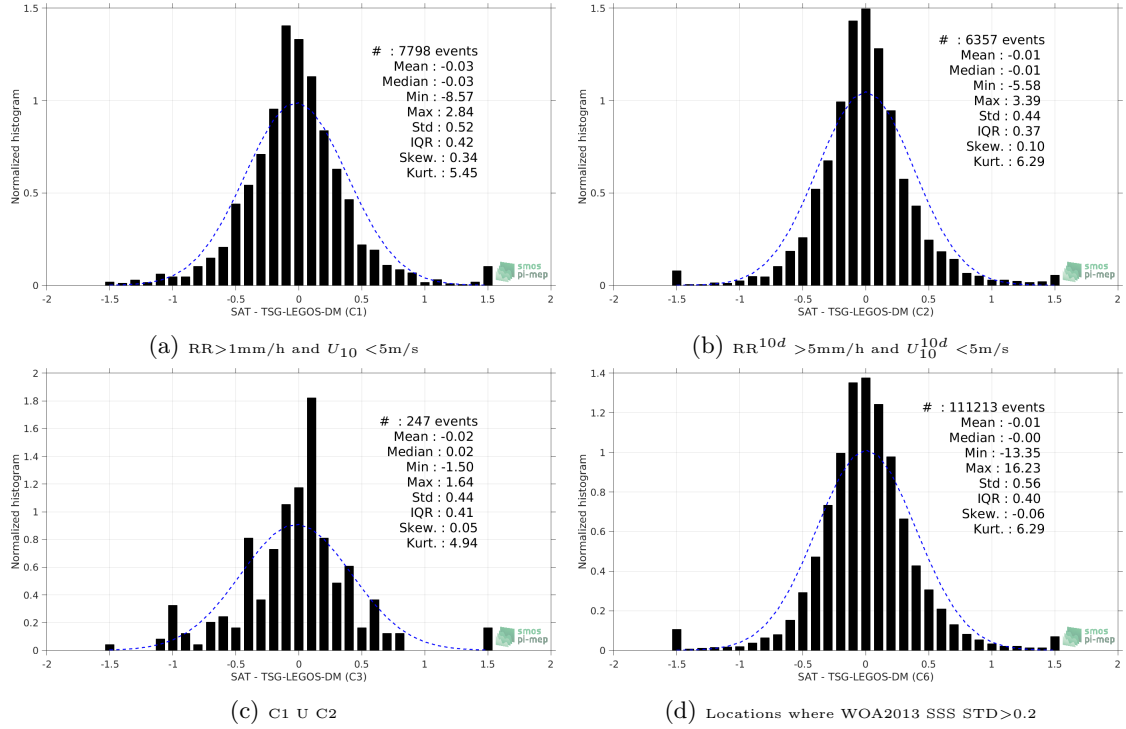 1.5
1
0.5
0
-2 -1.5 -1 -0.5 0 0.5 1 1.5 2
Normalized histogram
SAT - TSG-LEGOS-DM (C1)
# : 7798 events
Mean : -0.03
Median : -0.03
Min : -8.57
Max : 2.84
Std : 0.52
IQR : 0.42
Skew. : 0.34
Kurt. : 5.45
smos
pi-mep
(a) RR>1mm/h and U10 <5m/s
1.5
1
0.5
0
-2 -1.5 -1 -0.5 0 0.5 1 1.5 2
Normalized histogram
SAT - TSG-LEGOS-DM (C2)
# : 6357 events
Mean : -0.01
Median : -0.01
Min : -5.58
Max : 3.39
Std : 0.44
IQR : 0.37
Skew. : 0.10
Kurt. : 6.29
smos
pi-mep
(b) RR10d >5mm/h and U10d10 <5m/s
2
1.8
1.6
1.4
1.2
1
0.8
0.6
0.4
0.2
0
-2 -1.5 -1 -0.5 0 0.5 1 1.5 2
Normalized histogram
SAT - TSG-LEGOS-DM (C3)
# : 247 events
Mean : -0.02
Median : 0.02
Min : -1.50
Max : 1.64
Std : 0.44
IQR : 0.41
Skew. : 0.05
Kurt. : 4.94
smos
pi-mep
(c) C1 U C2
1.4
1.2
1
0.8
0.6
0.4
0.2
0
-2 -1.5 -1 -0.5 0 0.5 1 1.5 2
Normalized histogram
SAT - TSG-LEGOS-DM (C6)
# : 111213 events
Mean : -0.01
Median : -0.00
Min : -13.35
Max : 16.23
Std : 0.56
IQR : 0.40
Skew. : -0.06
Kurt. : 6.29
smos
pi-mep
(d) Locations where WOA2013 SSS STD>0.2